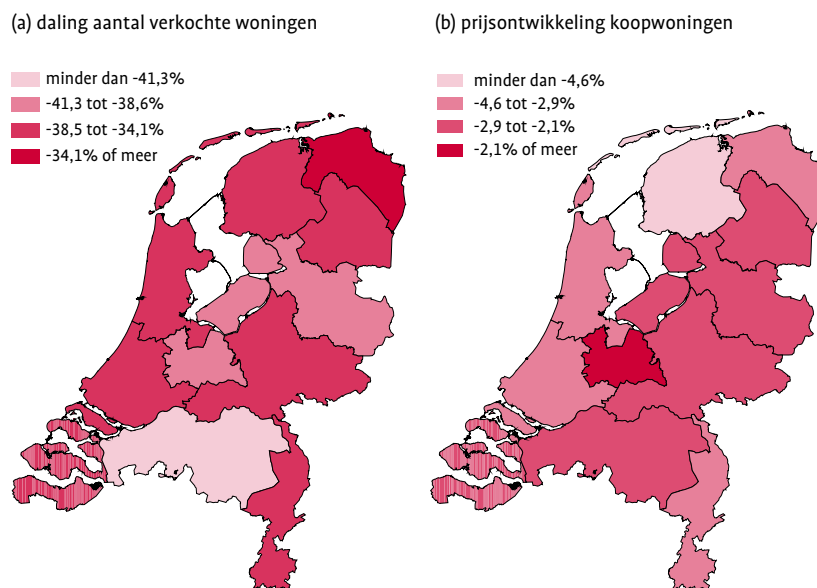 (a) daling aantal verkochte woningen
minder dan -41,3%
-41,3 tot -38,6%
-38,5 tot -34,1%
-34,1% of meer
(b) prijsontwikkeling koopwoningen
minder dan -4,6%
-4,6 tot -2,9%
-2,9 tot -2,1%
-2,1% of meer